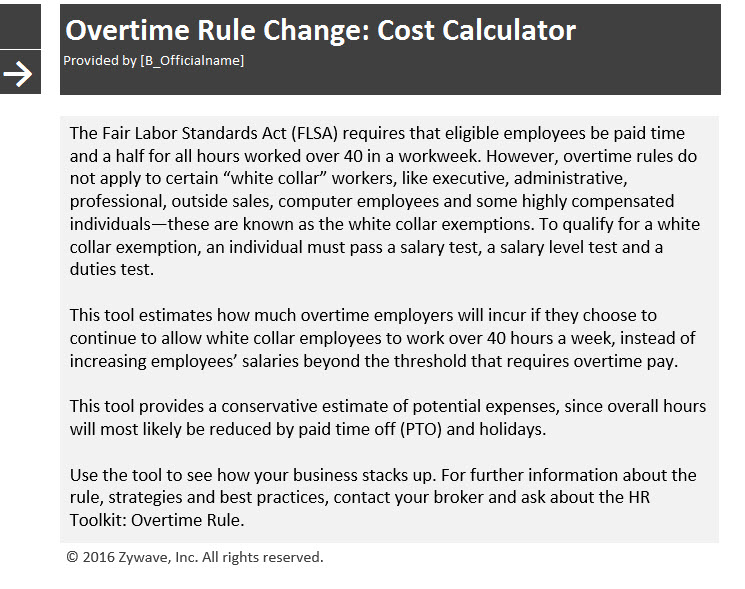 Overtime Rule Change: Cost Calculator
Provided by [B_Officialname]
The Fair Labor Standards Act (FLSA) requires that eligible employees be paid time
and a half for all hours worked over 40 in a workweek. However, overtime rules do
not apply to certain “white collar” workers, like executive, administrative,
professional, outside sales, computer employees and some highly compensated
individuals—these are known as the white collar exemptions. To qualify for a white
collar exemption, an individual must pass a salary test, a salary level test and a
duties test.
This tool estimates how much overtime employers will incur if they choose to
continue to allow white collar employees to work over 40 hours a week, instead of
increasing employees’ salaries beyond the threshold that requires overtime pay.
This tool provides a conservative estimate of potential expenses, since overall hours
will most likely be reduced by paid time off (PTO) and holidays.
Use the tool to see how your business stacks up. For further information about the
rule, strategies and best practices, contact your broker and ask about the HR
Toolkit: Overtime Rule.
© 2016 Zywave, Inc. All rights reserved.